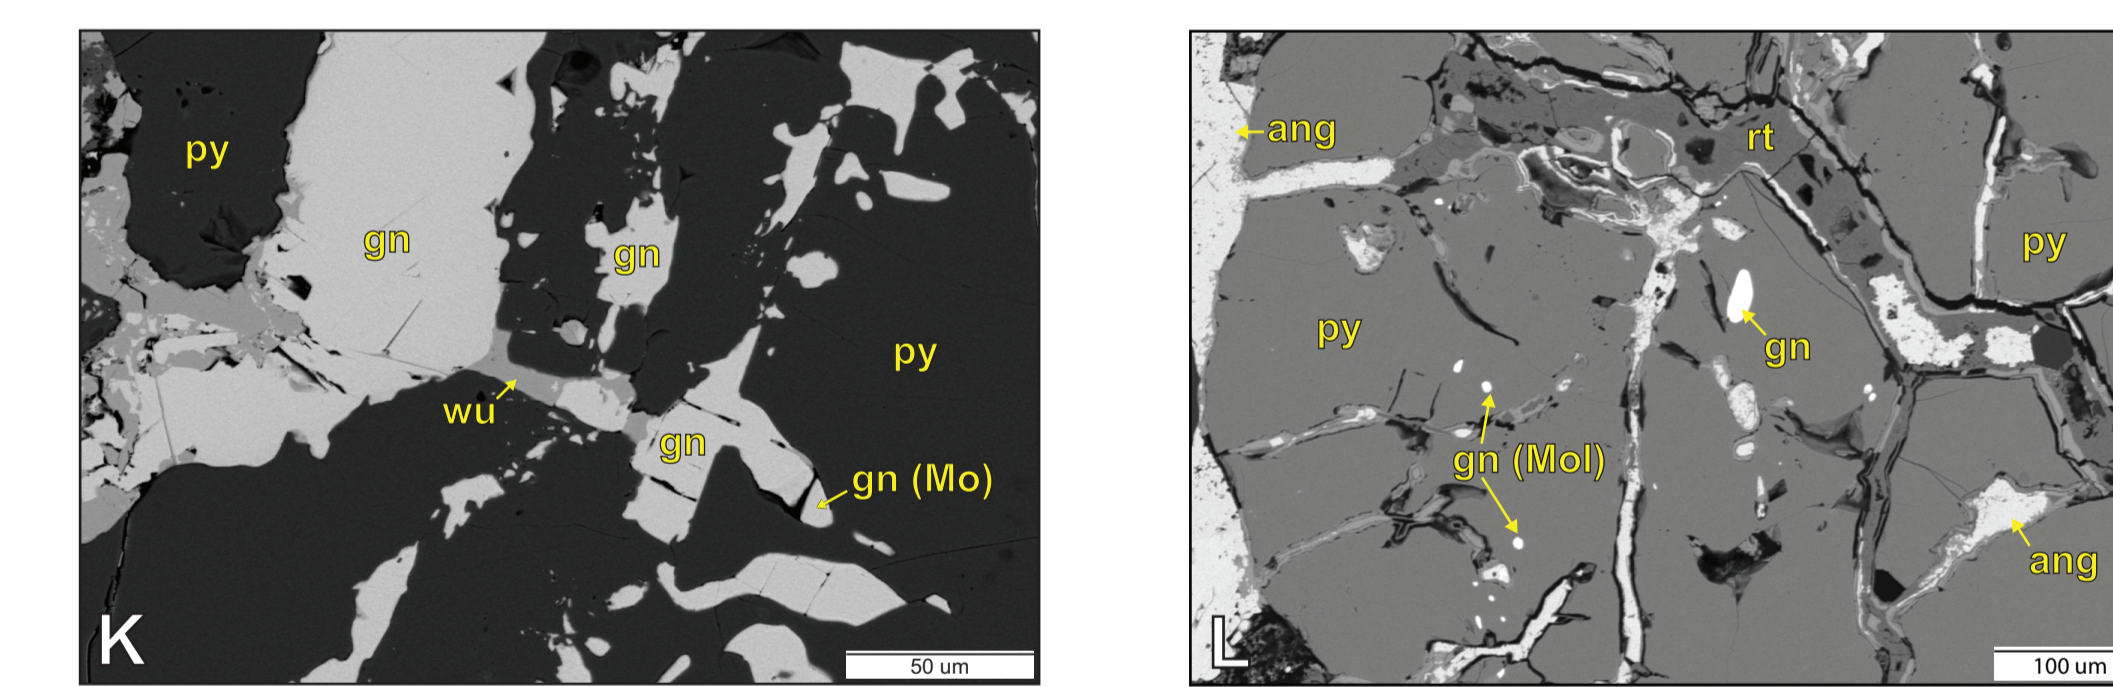 py
gn
gn
py
wu
gn
gn (Mo)
K
50 um
ang
rt
py
py
gn
gn (Mol)
ang
L
100 um